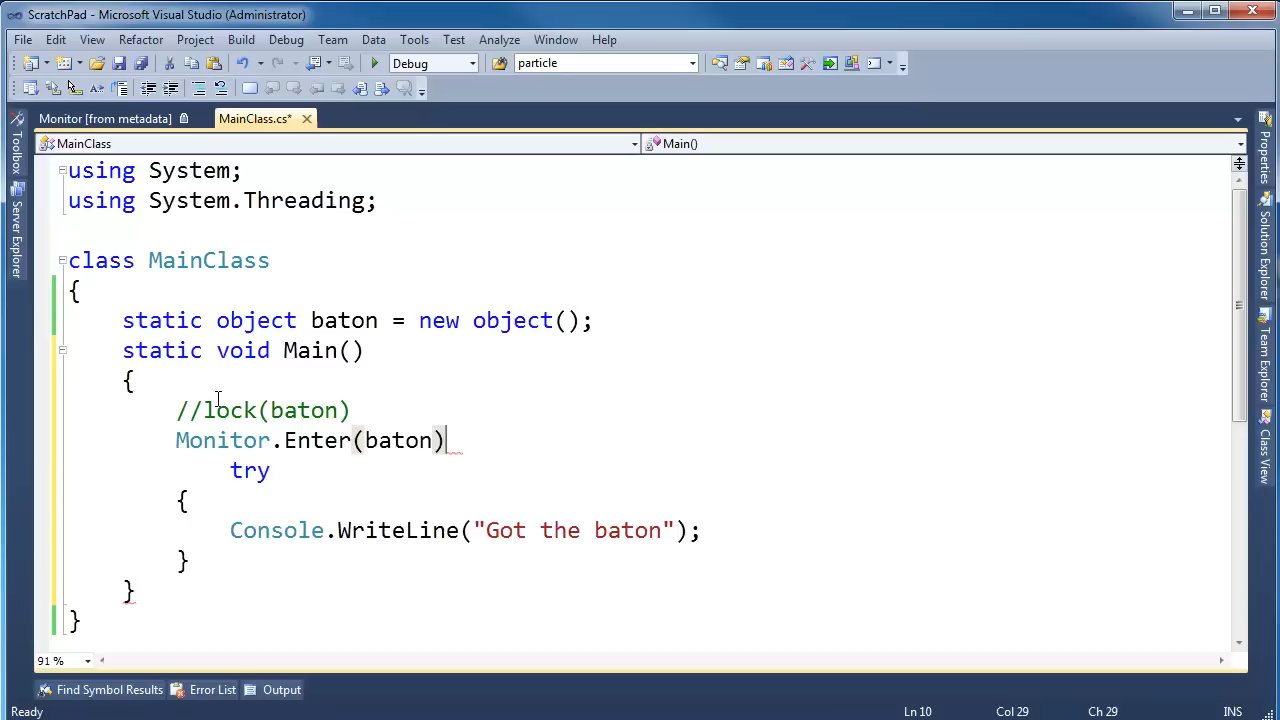 ScratchPad - Microsoft Visual Studio (Administrator)
File Edit View Refactor Project Build Debug Team Data Tools Test Analyze Window Help
Debug particle
Monitor [from metadata] MainClass.cs*
MainClass Main()
Toolbox
Server Explorer
using System;
using System.Threading;
class MainClass
{
static object baton = new object();
static void Main()
{
//lock(baton)
Monitor.Enter(baton)
try
{
Console.WriteLine("Got the baton");
}
}
}
Properties
Solution Explorer
Team Explorer
Class View
91 %
Find Symbol Results Error List Output
Ready Ln 10 Col 29 Ch 29 INS